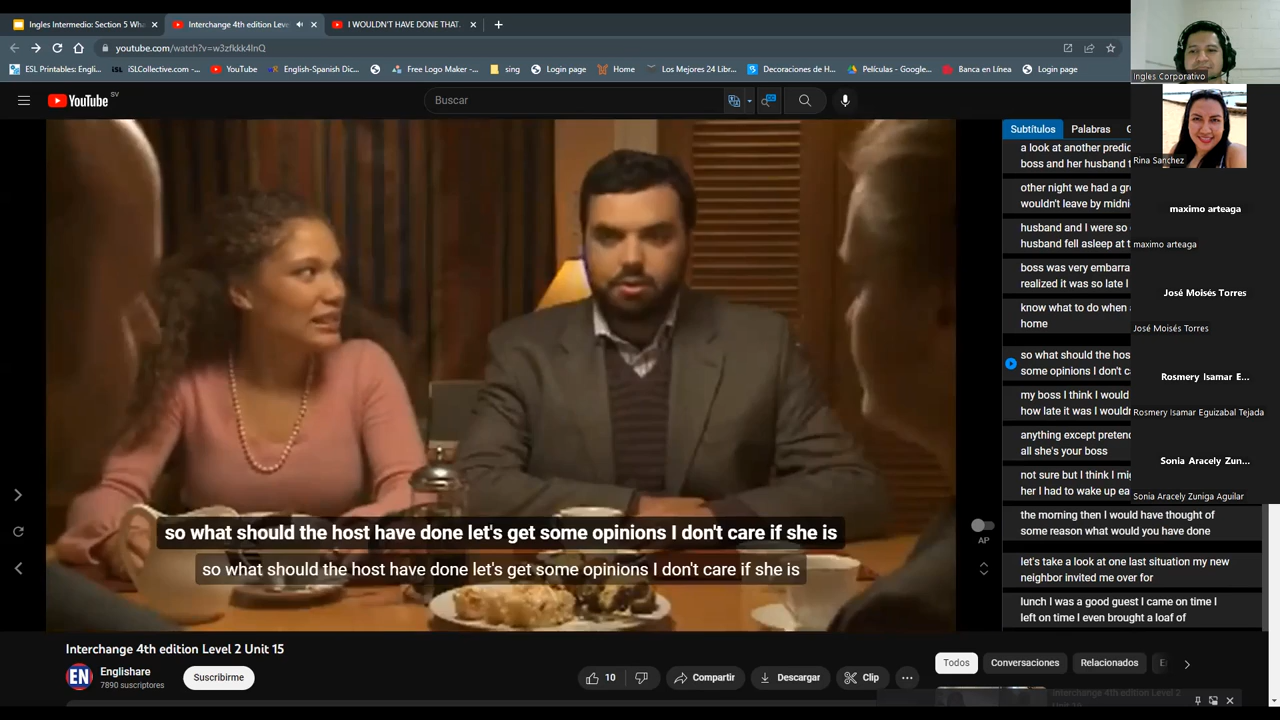 Ingles Intermedio: Section 5 Wha
Interchange 4th edition Leve
I WOULDN'T HAVE DONE THAT.
youtube.com/watch?v=w3zfkkk4lnQ
ESL Printables: Engli...
iSL
iSLCollective.com -...
YouTube
English-Spanish Dic...
Free Logo Maker -...
sing
Login page
Home
Los Mejores 24 Libr...
Decoraciones de H...
Películas - Google...
Banca en Línea
Login page
YouTube SV
Buscar
Ingles Corporativo
Rina Sanchez
maximo arteaga
maximo arteaga
José Moisés Torres
José Moisés Torres
Rosmery Isamar E...
Rosmery Isamar Eguizabal Tejada
Sonia Aracely Zun...
Sonia Aracely Zuniga Aguilar
Subtítulos
Palabras
G
a look at another predic
boss and her husband t
other night we had a gr
wouldn't leave by midni
husband and I were so
husband fell asleep at t
boss was very embarra
realized it was so late I
know what to do when
home
so what should the hos
some opinions I don't c
my boss I think I would
how late it was I wouldn
anything except pretend
all she's your boss
not sure but I think I mi
her I had to wake up ea
the morning then I would have thought of
some reason what would you have done
let's take a look at one last situation my new
neighbor invited me over for
lunch I was a good guest I came on time I
left on time I even brought a loaf of
so what should the host have done let's get some opinions I don't care if she is
so what should the host have done let's get some opinions I don't care if she is
AP
Interchange 4th edition Level 2 Unit 15
EN
Englishare
7890 suscriptores
Suscribirme
10
Compartir
Descargar
Clip
Todos
Conversaciones
Relacionados
Interchange 4th edition Level 2